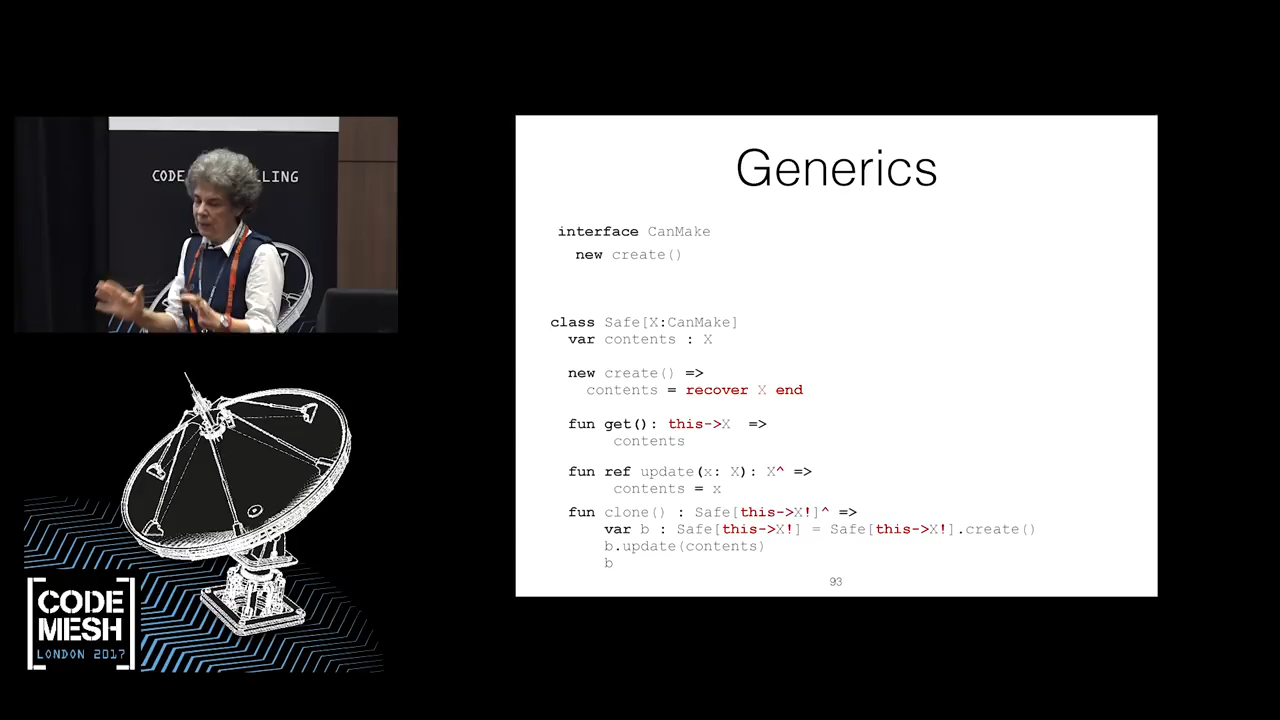 CODE
LLING
Generics
interface CanMake
new create()
class Safe[X:CanMake]
var contents : X
new create() =>
contents = recover X end
fun get(): this->X =>
contents
fun ref update(x: X): X^ =>
contents = x
fun clone() : Safe[this->X!]^ =>
var b : Safe[this->X!] = Safe[this->X!].create()
b.update(contents)
b
93
CODE
MESH
LONDON 2017